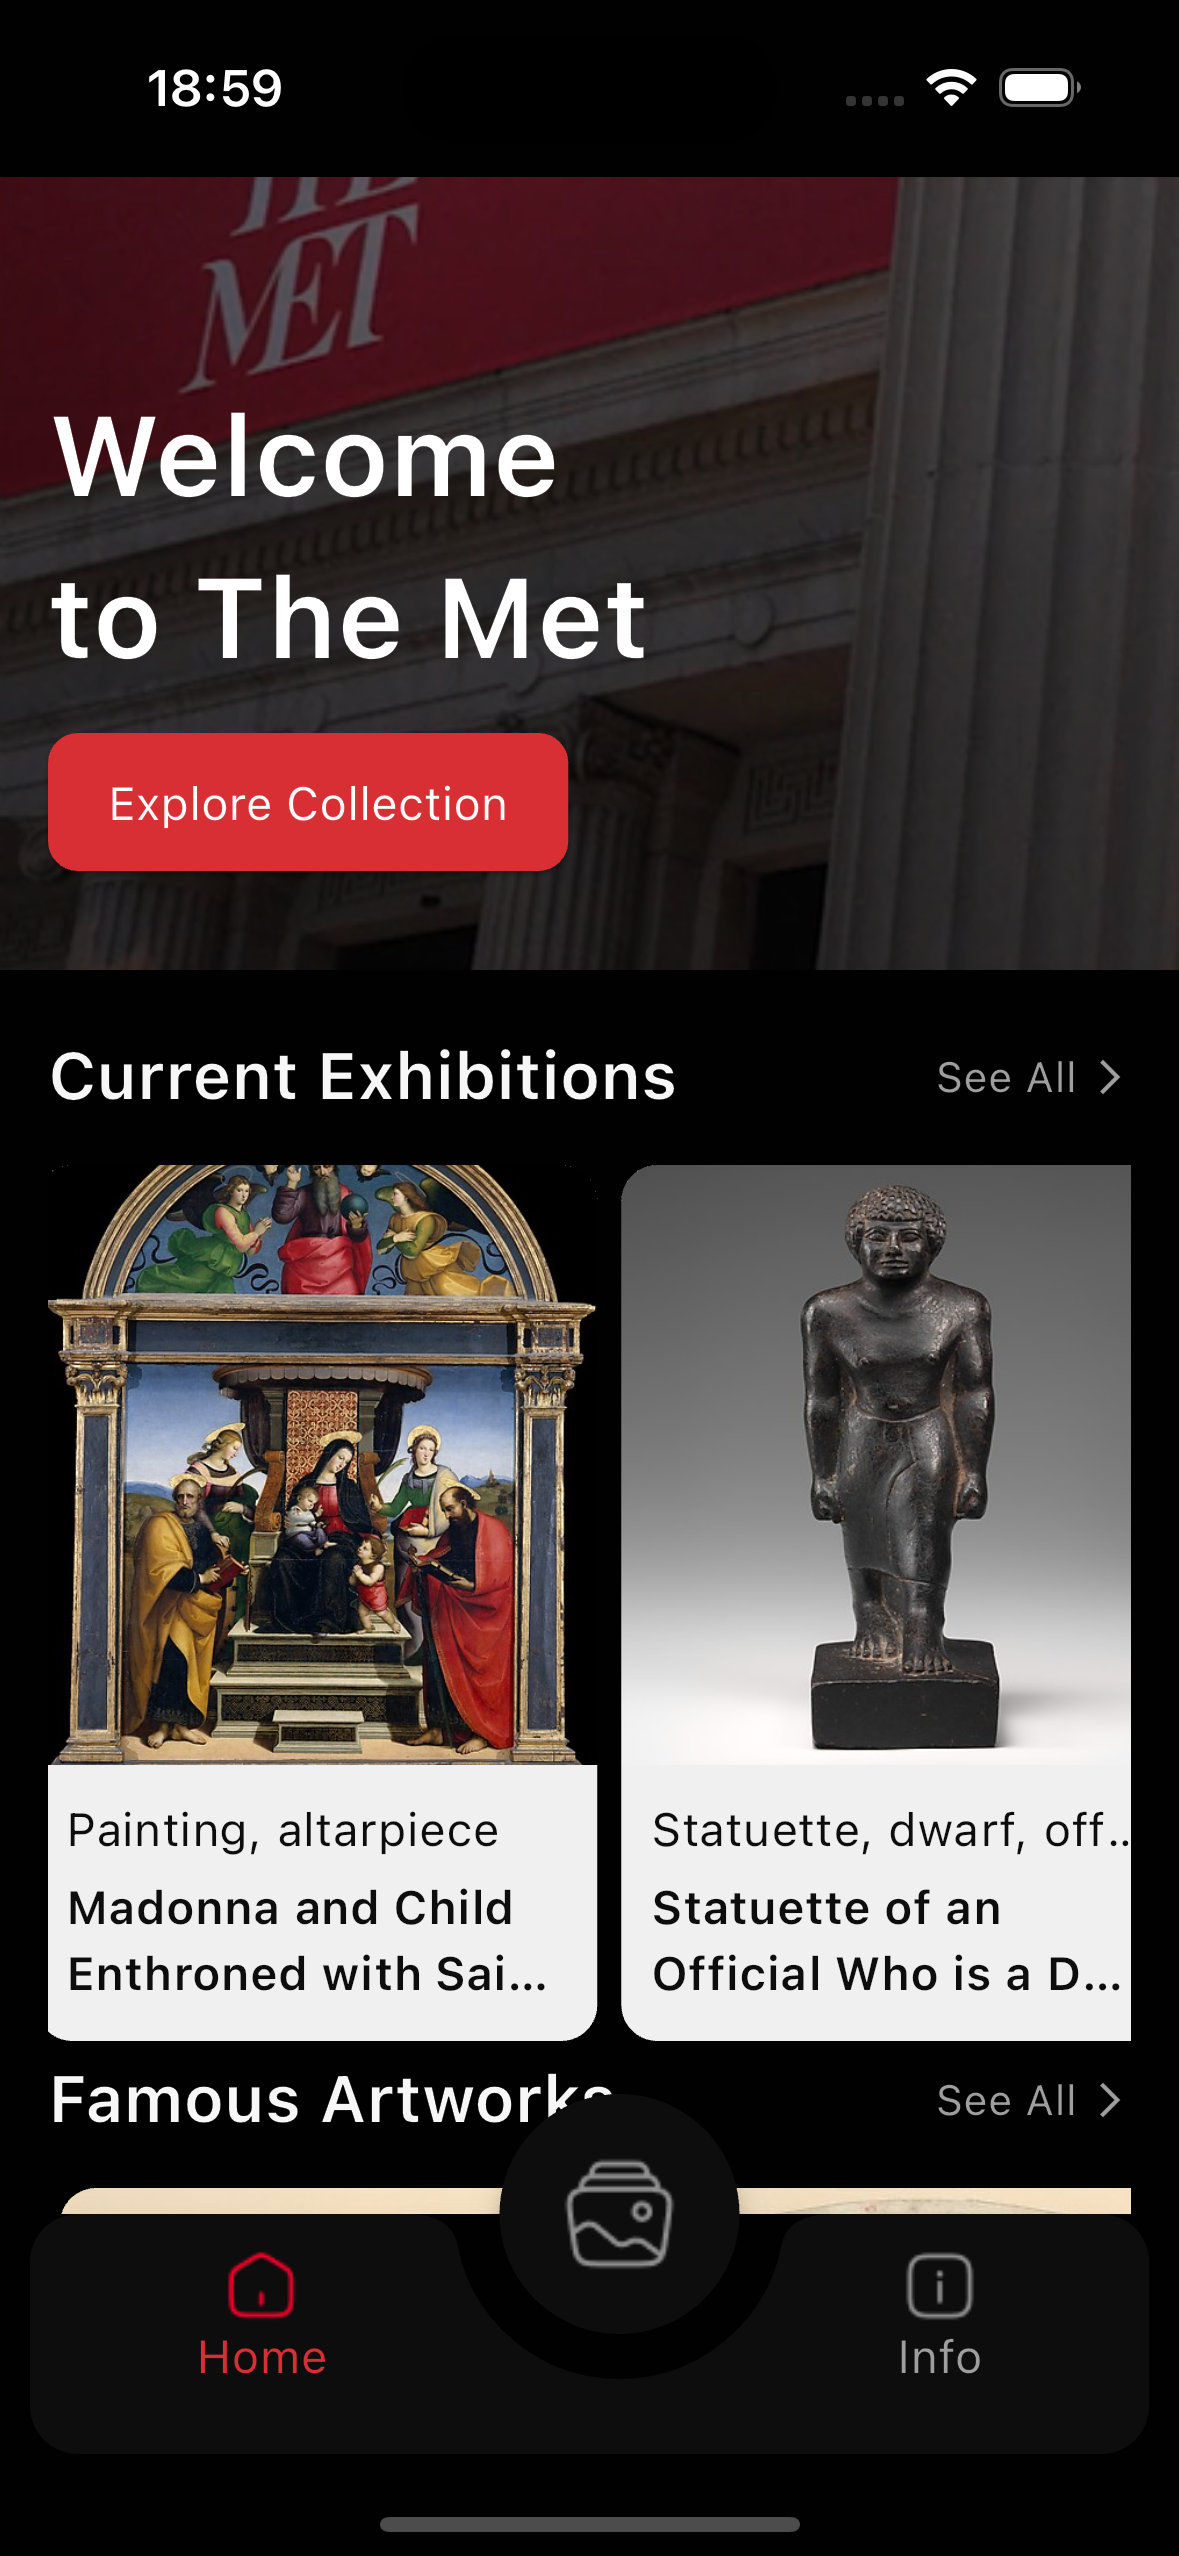 18:59
THE
MET
Welcome
to The Met
Explore Collection
Current Exhibitions
See All
Painting, altarpiece
Madonna and Child
Enthroned with Sai...
Statuette, dwarf, off..
Statuette of an
Official Who is a D...
Famous Artworks
See All
Home
Info